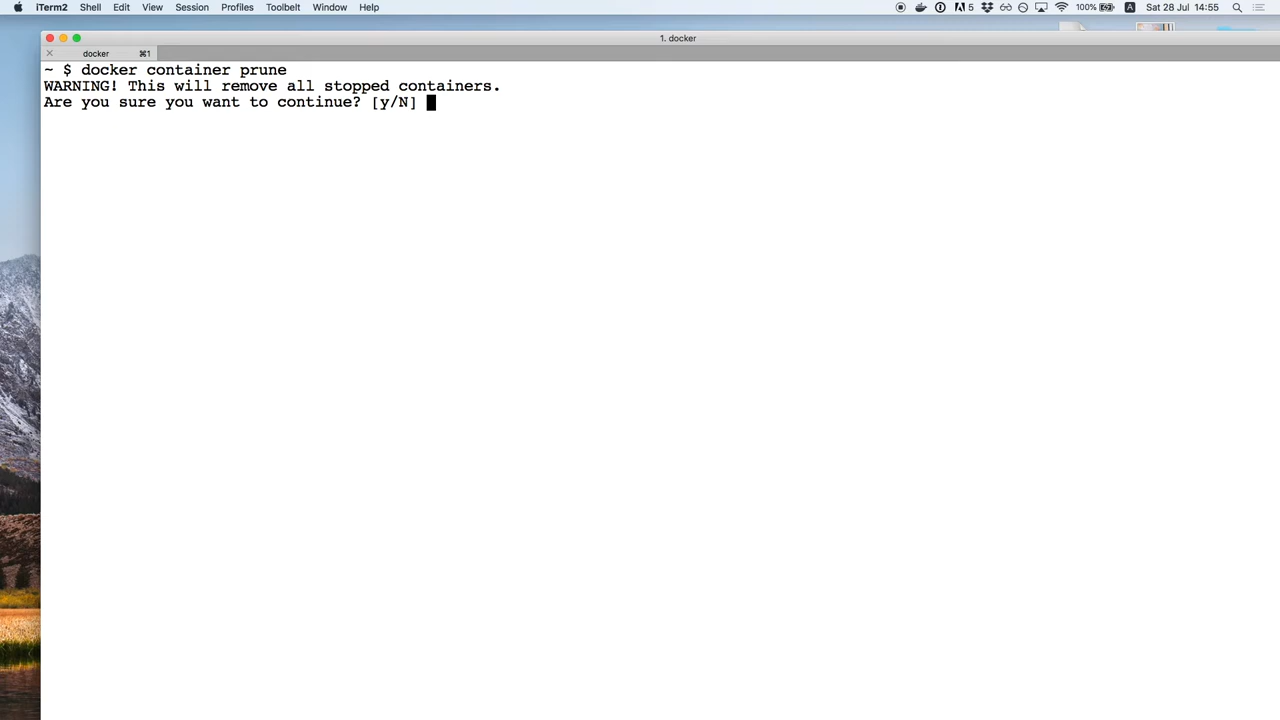 iTerm2 Shell Edit View Session Profiles Toolbelt Window Help 5 100% A Sat 28 Jul 14:55
1. docker
docker ⌘1
~ $ docker container prune
WARNING! This will remove all stopped containers.
Are you sure you want to continue? [y/N]